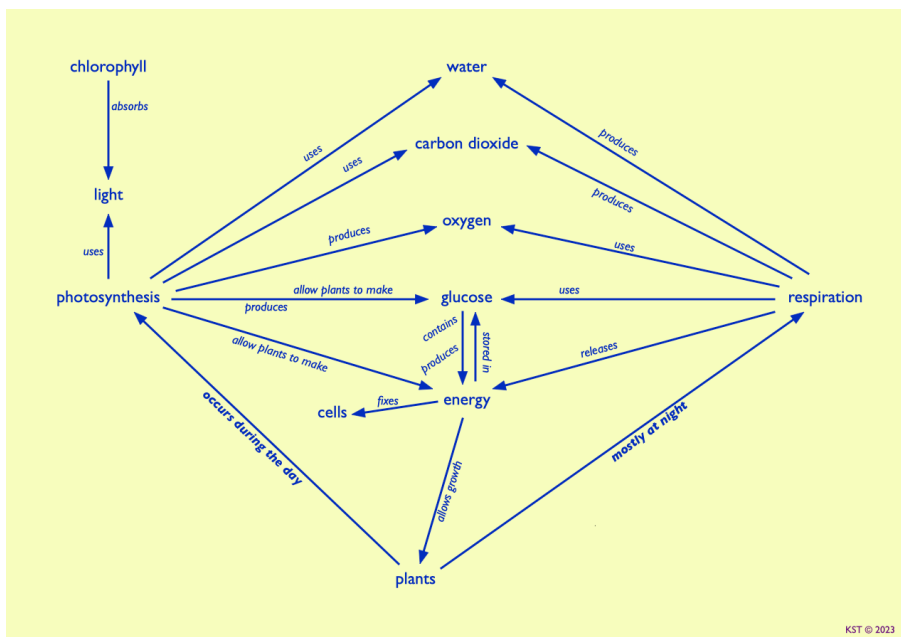 chlorophyll
water
absorbs
produces
carbon dioxide
uses
uses
light
produces
oxygen
produces
uses
uses
photosynthesis
allow plants to make
glucose
uses
respiration
produces
contains
stored in
allow plants to make
produces
releases
energy
fixes
cells
occurs during the day
mostly at night
allows growth
plants
KST © 2023